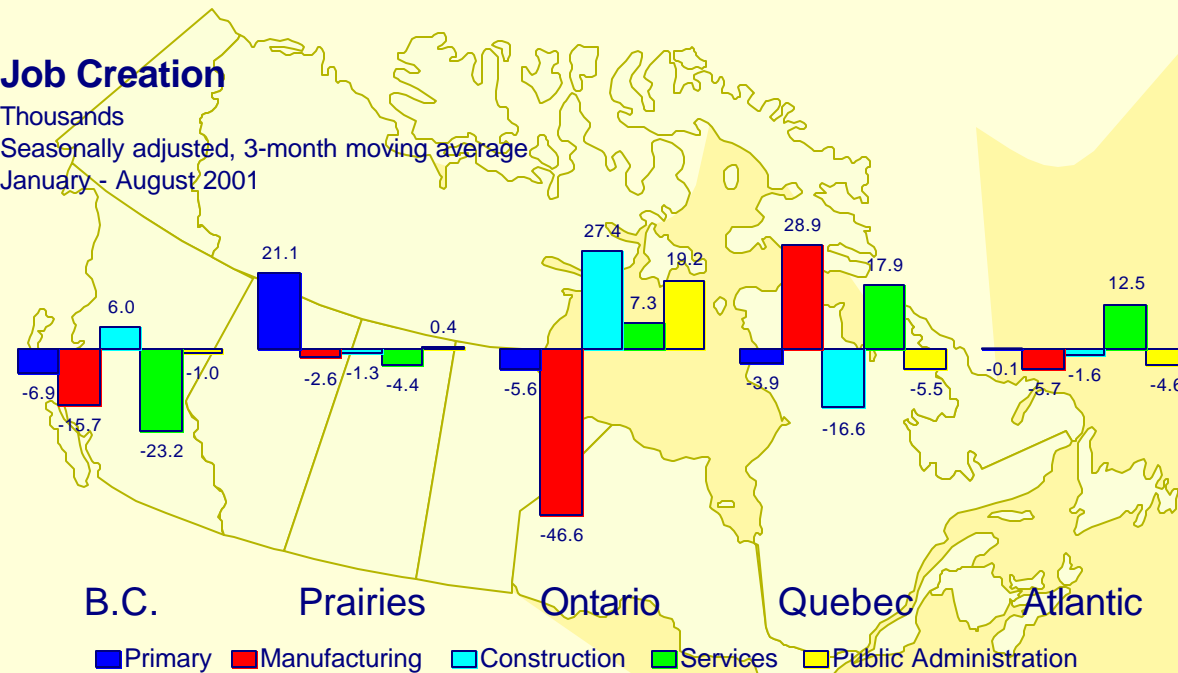 Job Creation
Thousands
Seasonally adjusted, 3-month moving average
January - August 2001
-6.9
-15.7
6.0
-23.2
-1.0
21.1
-2.6
-1.3
-4.4
0.4
-5.6
-46.6
27.4
7.3
19.2
-3.9
28.9
-16.6
17.9
-5.5
-0.1
-5.7
-1.6
12.5
-4.6
B.C.
Prairies
Ontario
Quebec
Atlantic
Primary
Manufacturing
Construction
Services
Public Administration